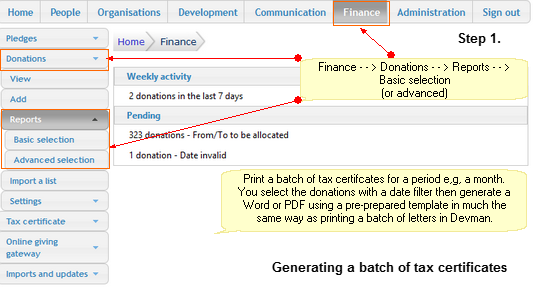 Home People Organisations Development Communication Finance Administration Sign out
Pledges
Donations
View
Add
Reports
Basic selection
Advanced selection
Import a list
Settings
Tax certificate
Online giving
gateway
Imports and updates
Home Finance
Weekly activity
2 donations in the last 7 days
Pending
323 donations - From/To to be allocated
1 donation - Date invalid
Step 1.
Finance - -> Donations - -> Reports - ->
Basic selection
(or advanced)
Print a batch of tax certifcates for a period e,g, a month.
You select the donations with a date filter then generate a
Word or PDF using a pre-prepared template in much the
same way as printing a batch of letters in Devman.
Generating a batch of tax certificates